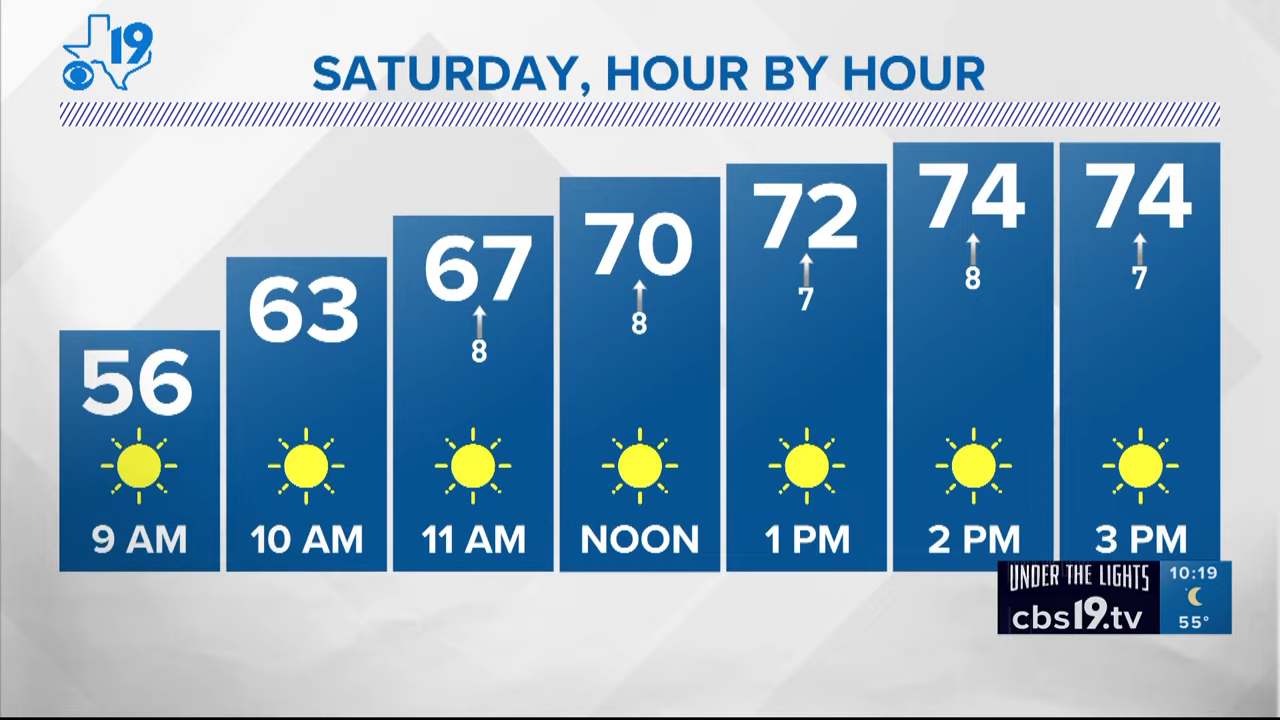 19
SATURDAY, HOUR BY HOUR
56
9 AM
63
10 AM
67
8
11 AM
70
8
NOON
72
7
1 PM
74
8
2 PM
74
7
3 PM
UNDER THE LIGHTS
cbs19.tv
10:19
55°